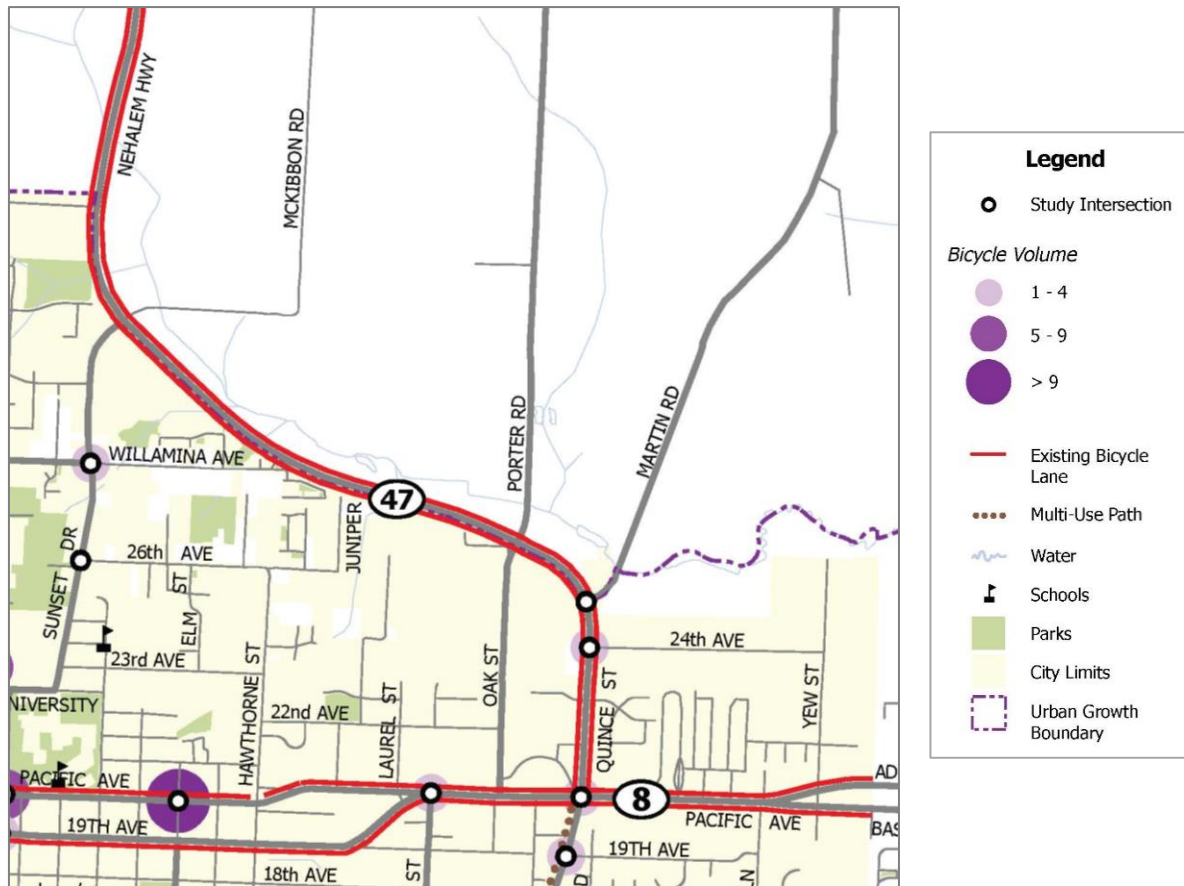 NEHALEM HWY
MCKIBBON RD
PORTER RD
MARTIN RD
WILLAMINA AVE
47
JUNIPER
26th AVE
SUNSET DR
ELM ST
23rd AVE
HAWTHORNE ST
OAK ST
24th AVE
QUINCE ST
YEW ST
NIVERSITY
22nd AVE
LAUREL ST
PACIFIC AVE
8
PACIFIC AVE
AD
BAS
19TH AVE
19TH AVE
18TH AVE
ST
D
AN
Legend
Study Intersection
Bicycle Volume
1 - 4
5 - 9
> 9
Existing Bicycle
Lane
Multi-Use Path
Water
Schools
Parks
City Limits
Urban Growth
Boundary